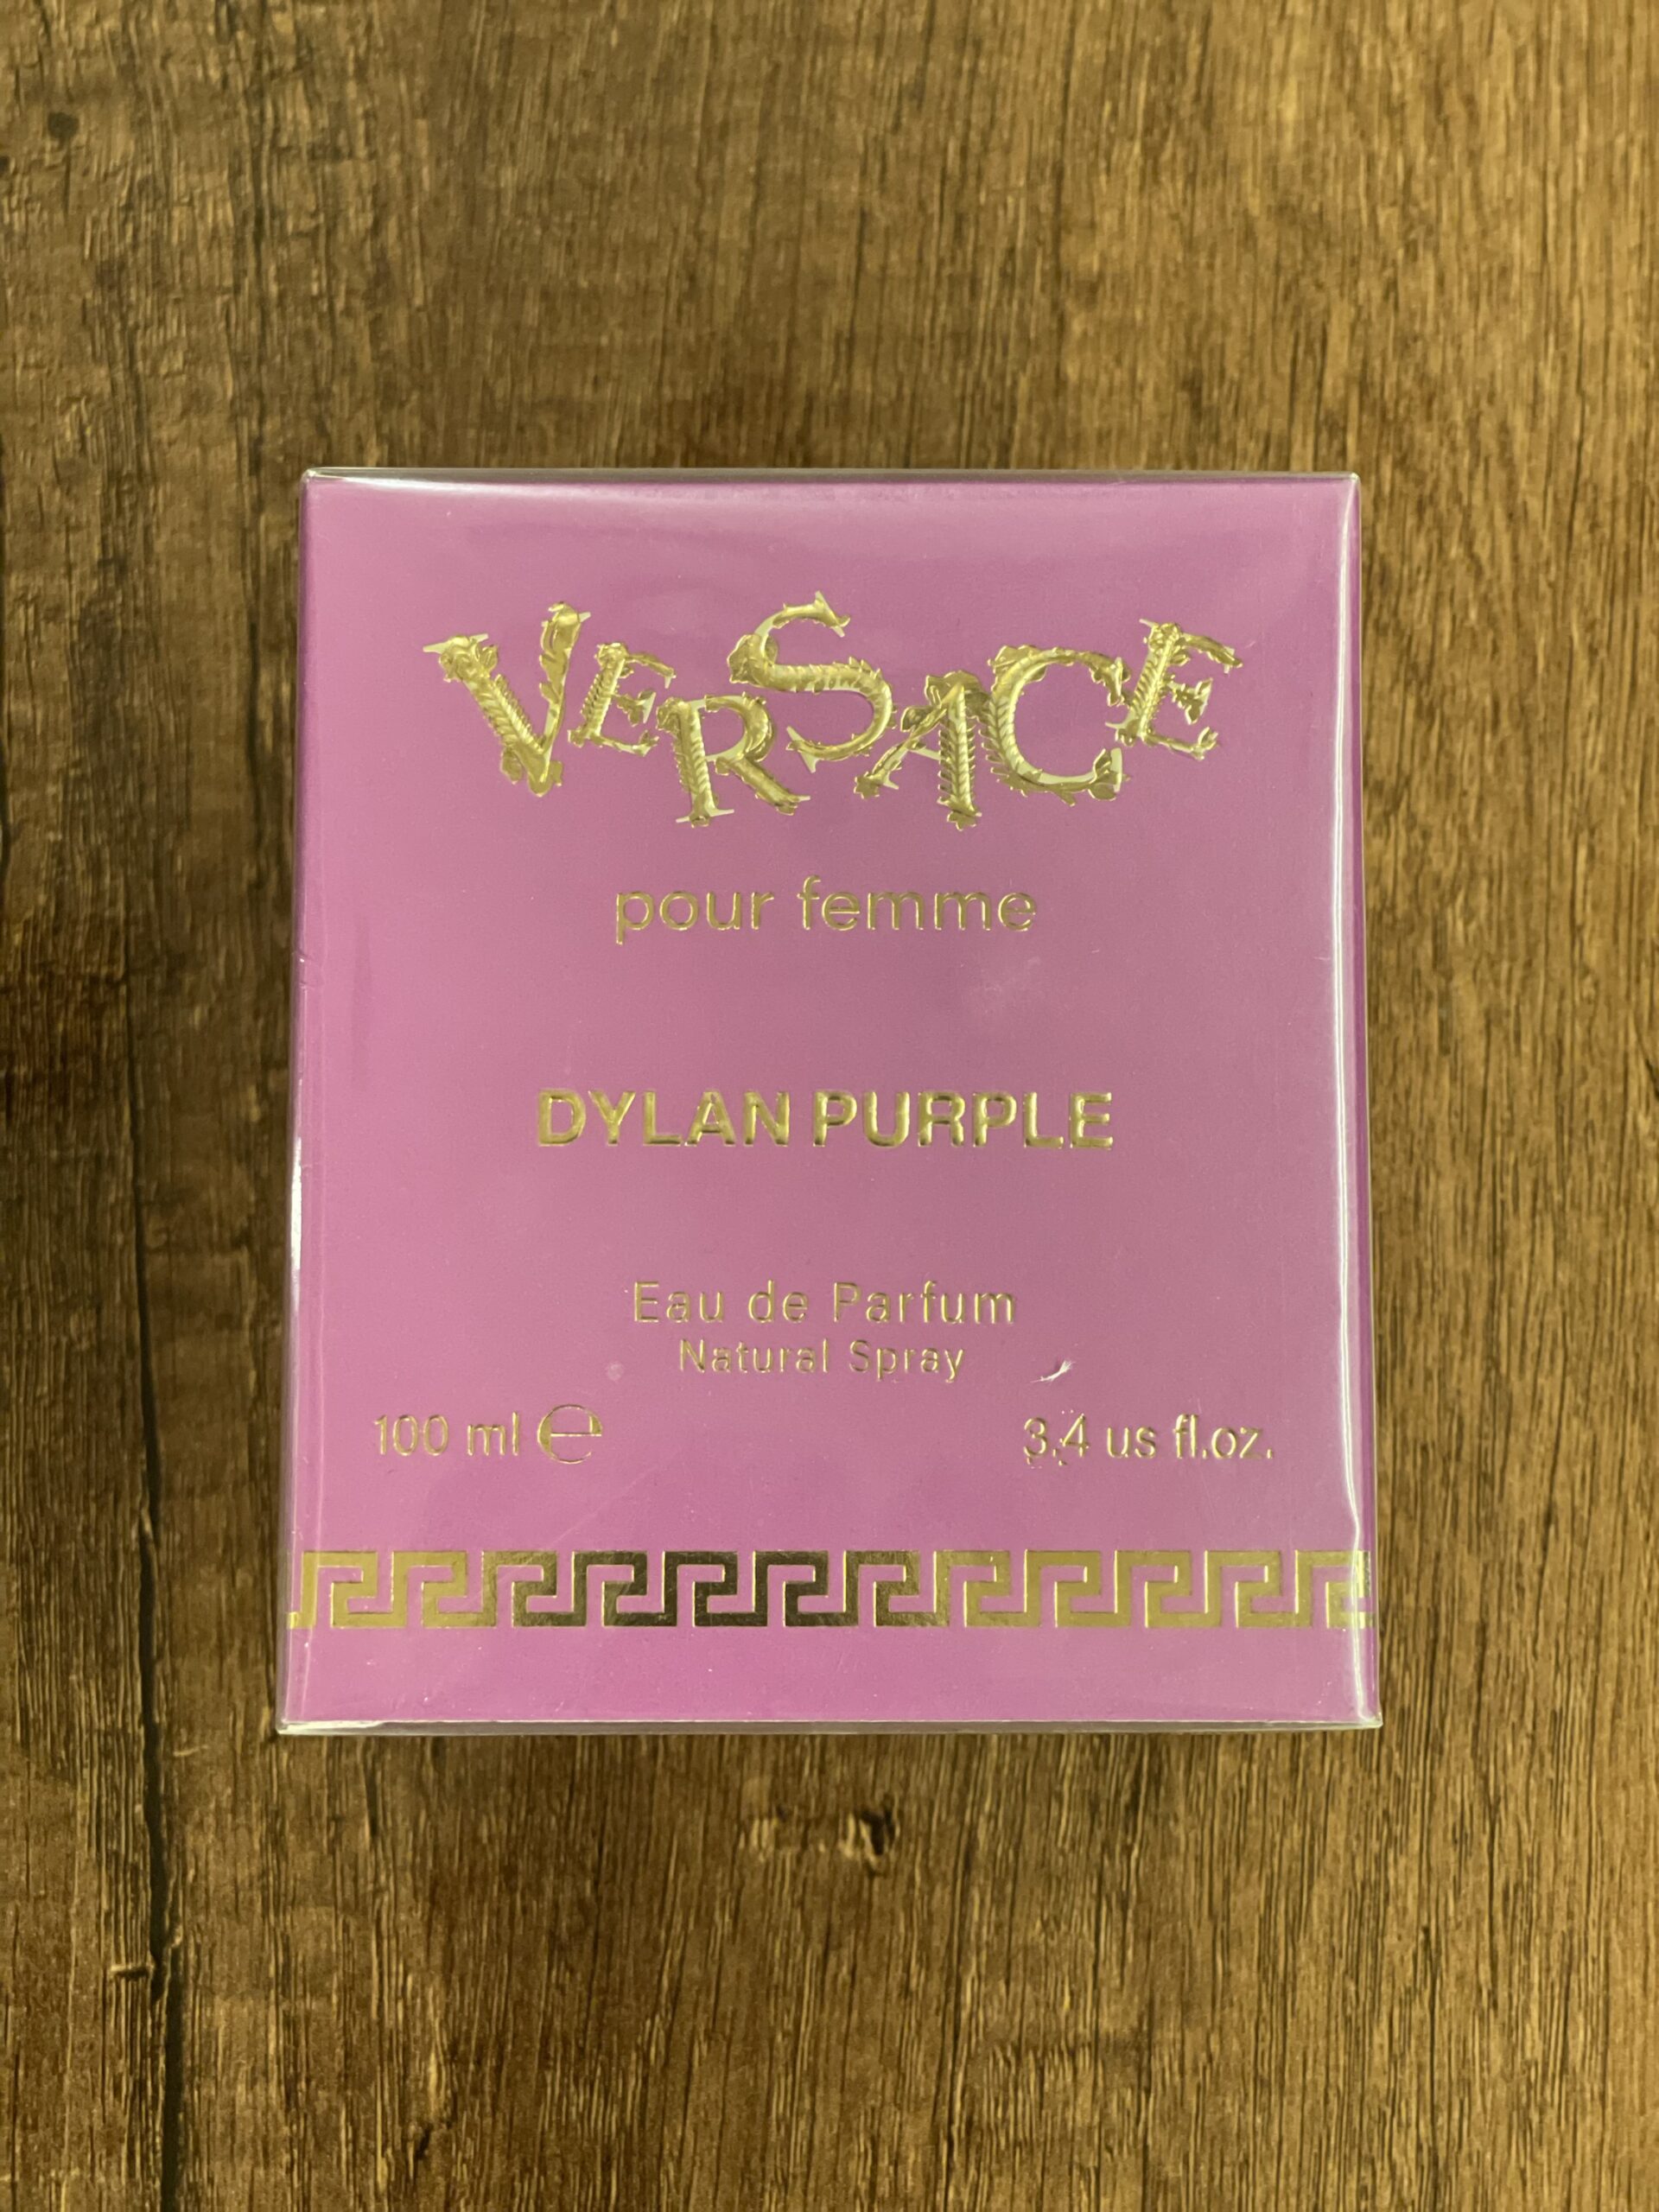 VERSACE
pour femme
DYLAN PURPLE
Eau de Parfum
Natural Spray
100 ml ℮ 3.4 us fl.oz.